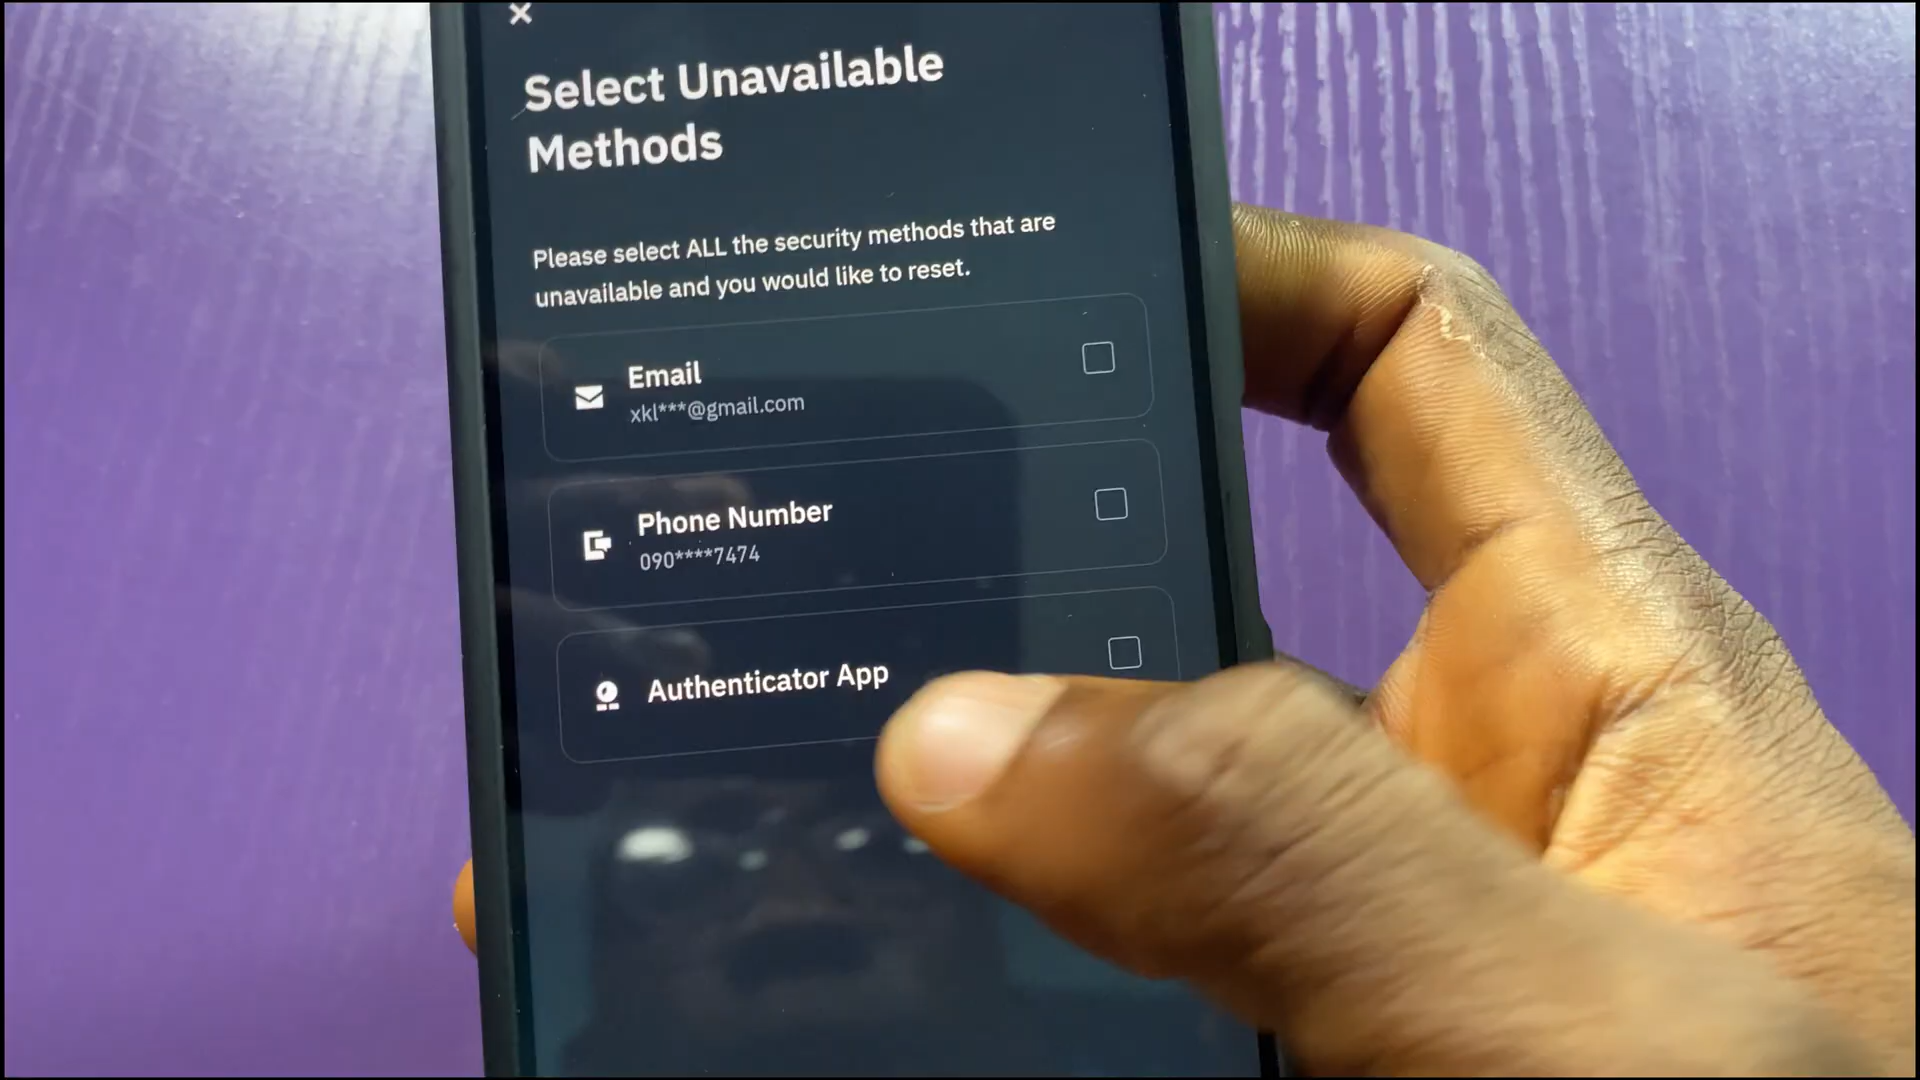 Select Unavailable
Methods
Please select ALL the security methods that are
unavailable and you would like to reset.
Email
xkl***@gmail.com
Phone Number
090****7474
Authenticator App